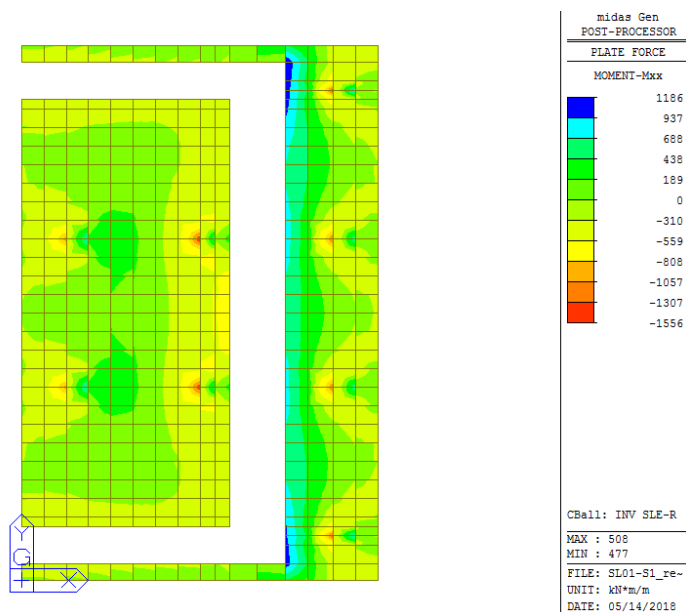 midas Gen
POST-PROCESSOR
PLATE FORCE
MOMENT-Mxx
1186
937
688
438
189
0
-310
-559
-808
-1057
-1307
-1556
CBall: INV SLE-R
MAX : 508
MIN : 477
FILE: SL01-S1_re~
UNIT: kN*m/m
DATE: 05/14/2018
Y
G
X